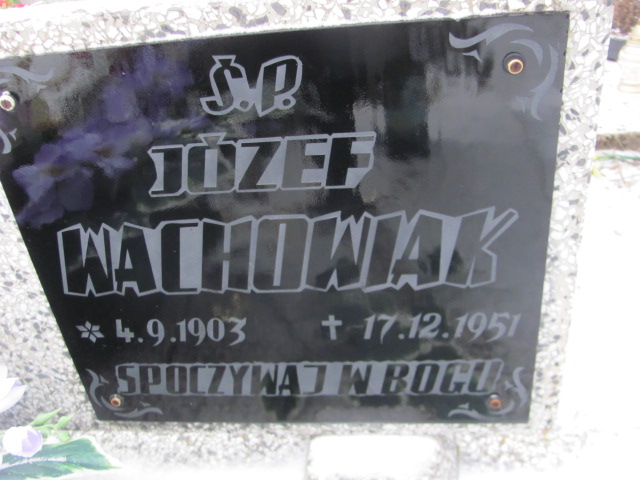 Ś.P.
JÓZEF
WACHOWIAK
* 4.9.1903 † 17.12.1951
SPOCZYWAJ W BOGU